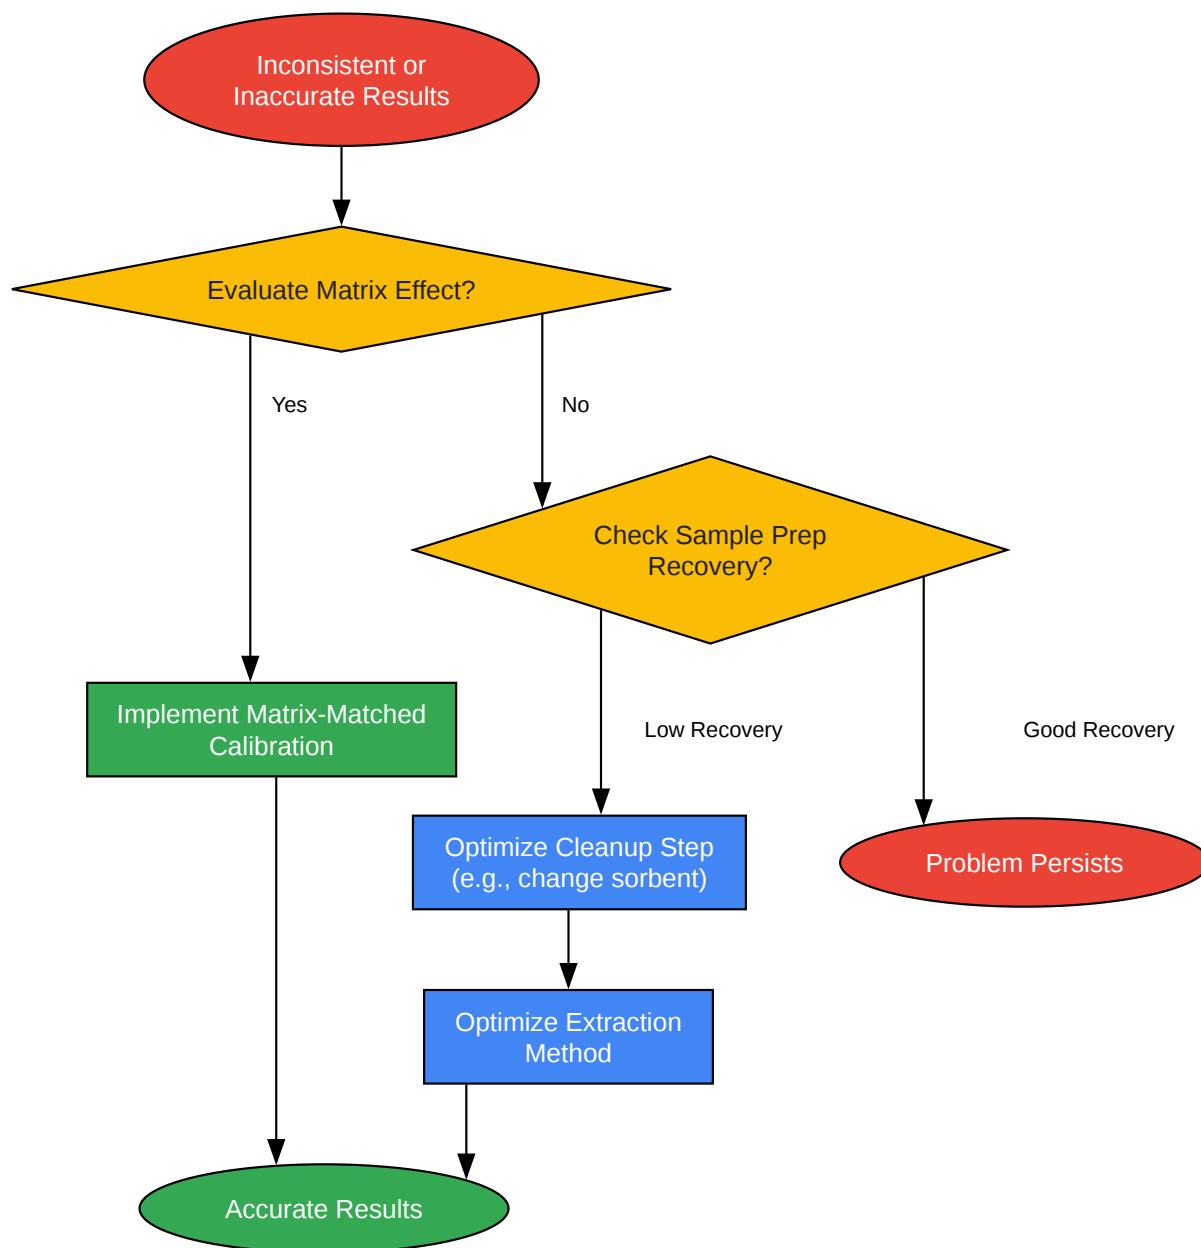 Inconsistent or
Inaccurate Results
Evaluate Matrix Effect?
Yes
No
Check Sample Prep
Recovery?
Implement Matrix-Matched
Calibration
Low Recovery
Good Recovery
Optimize Cleanup Step
(e.g., change sorbent)
Problem Persists
Optimize Extraction
Method
Accurate Results